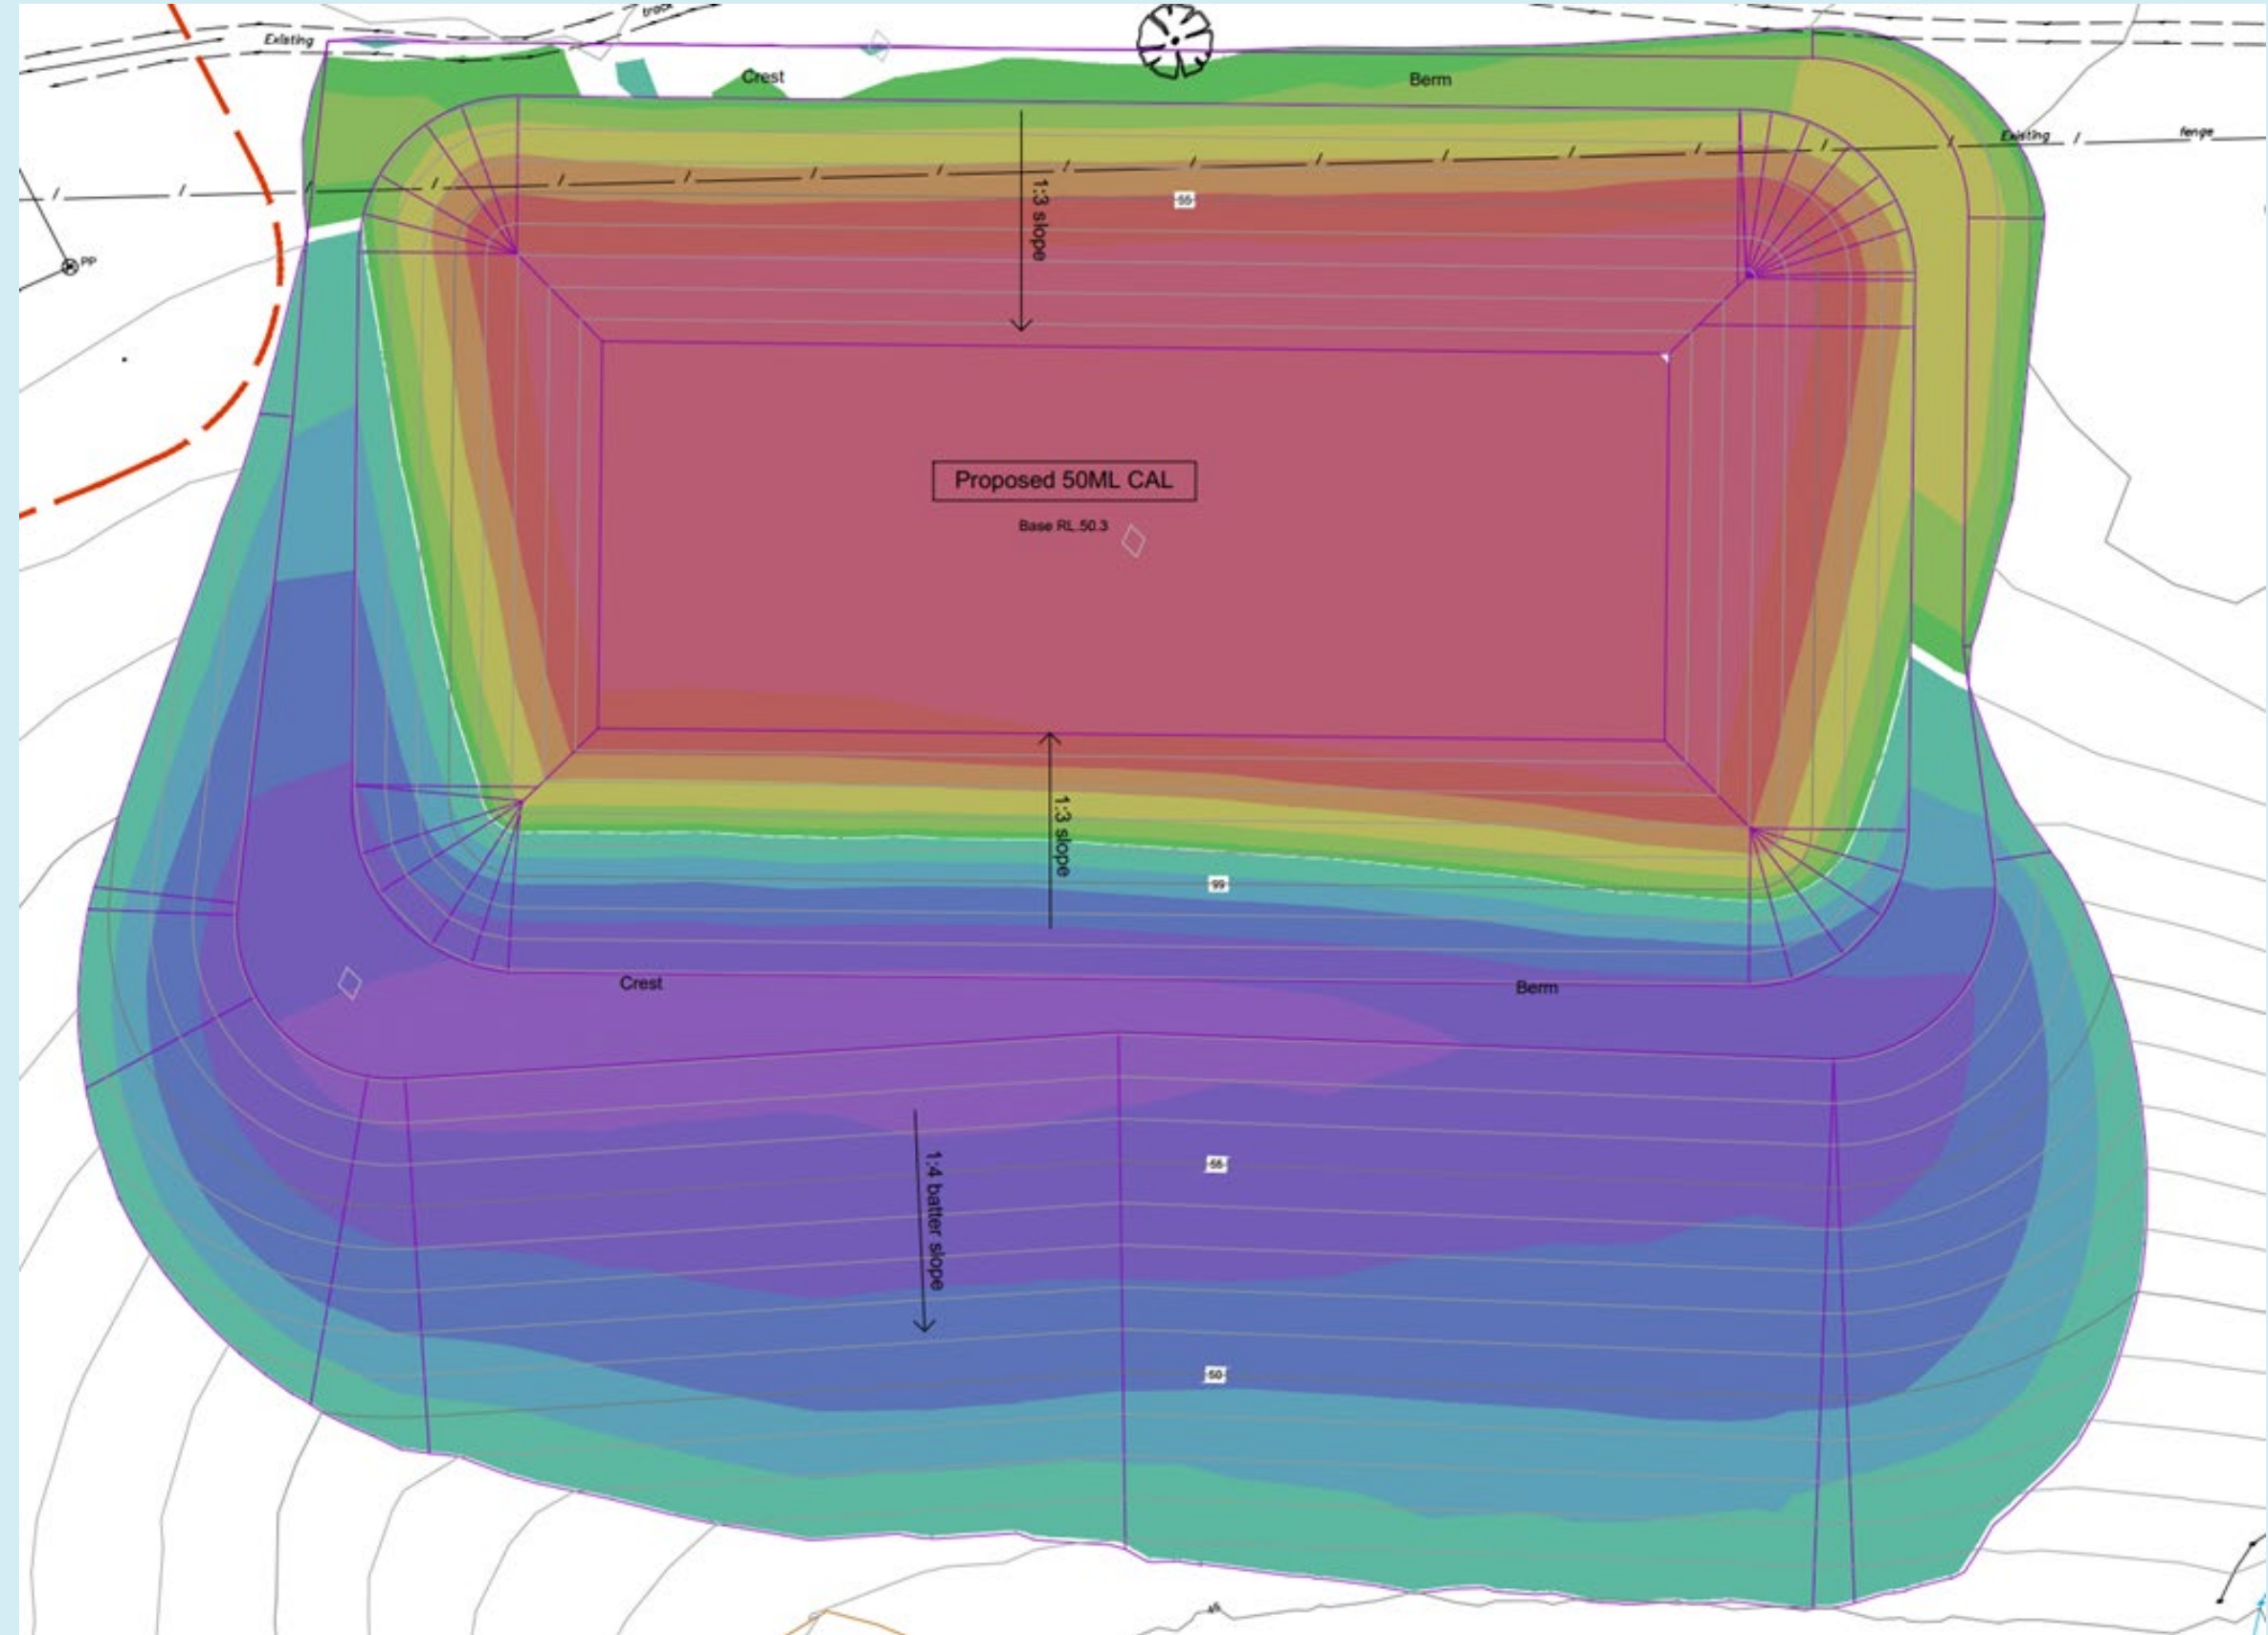 track
Existing
Crest
Berm
Existing
fenge
1:3 slope
55
PP
Proposed 50ML CAL
Base RL.50.3
1:3 slope
99
Crest
Berm
1:4 batter slope
55
50
45